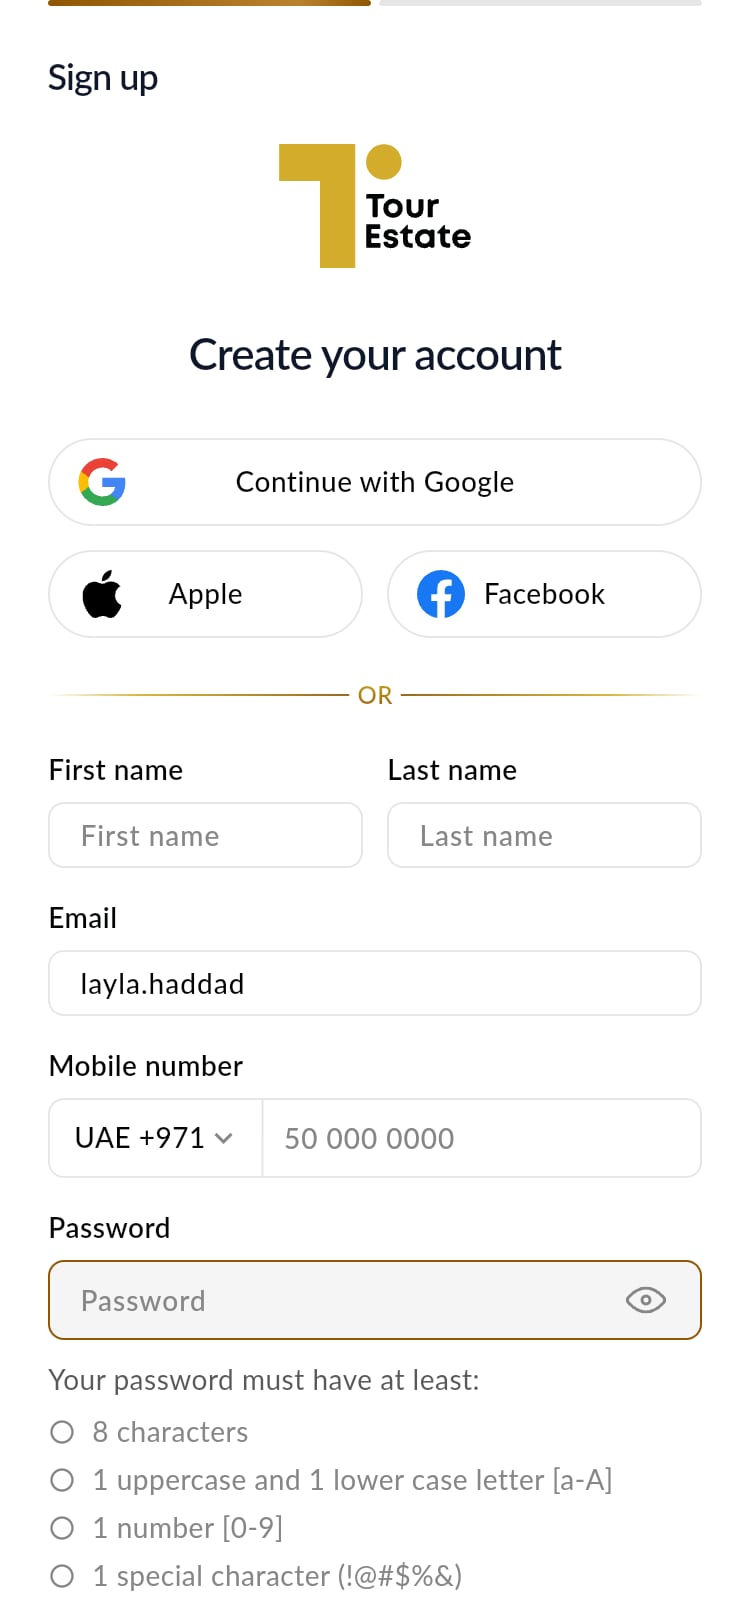 Sign up
Tour
Estate
Create your account
Continue with Google
Apple
Facebook
OR
First name
Last name
First name
Last name
Email
layla.haddad
Mobile number
UAE +971
50 000 0000
Password
Password
Your password must have at least:
8 characters
1 uppercase and 1 lower case letter [a-A]
1 number [0-9]
1 special character (!@#$%&)